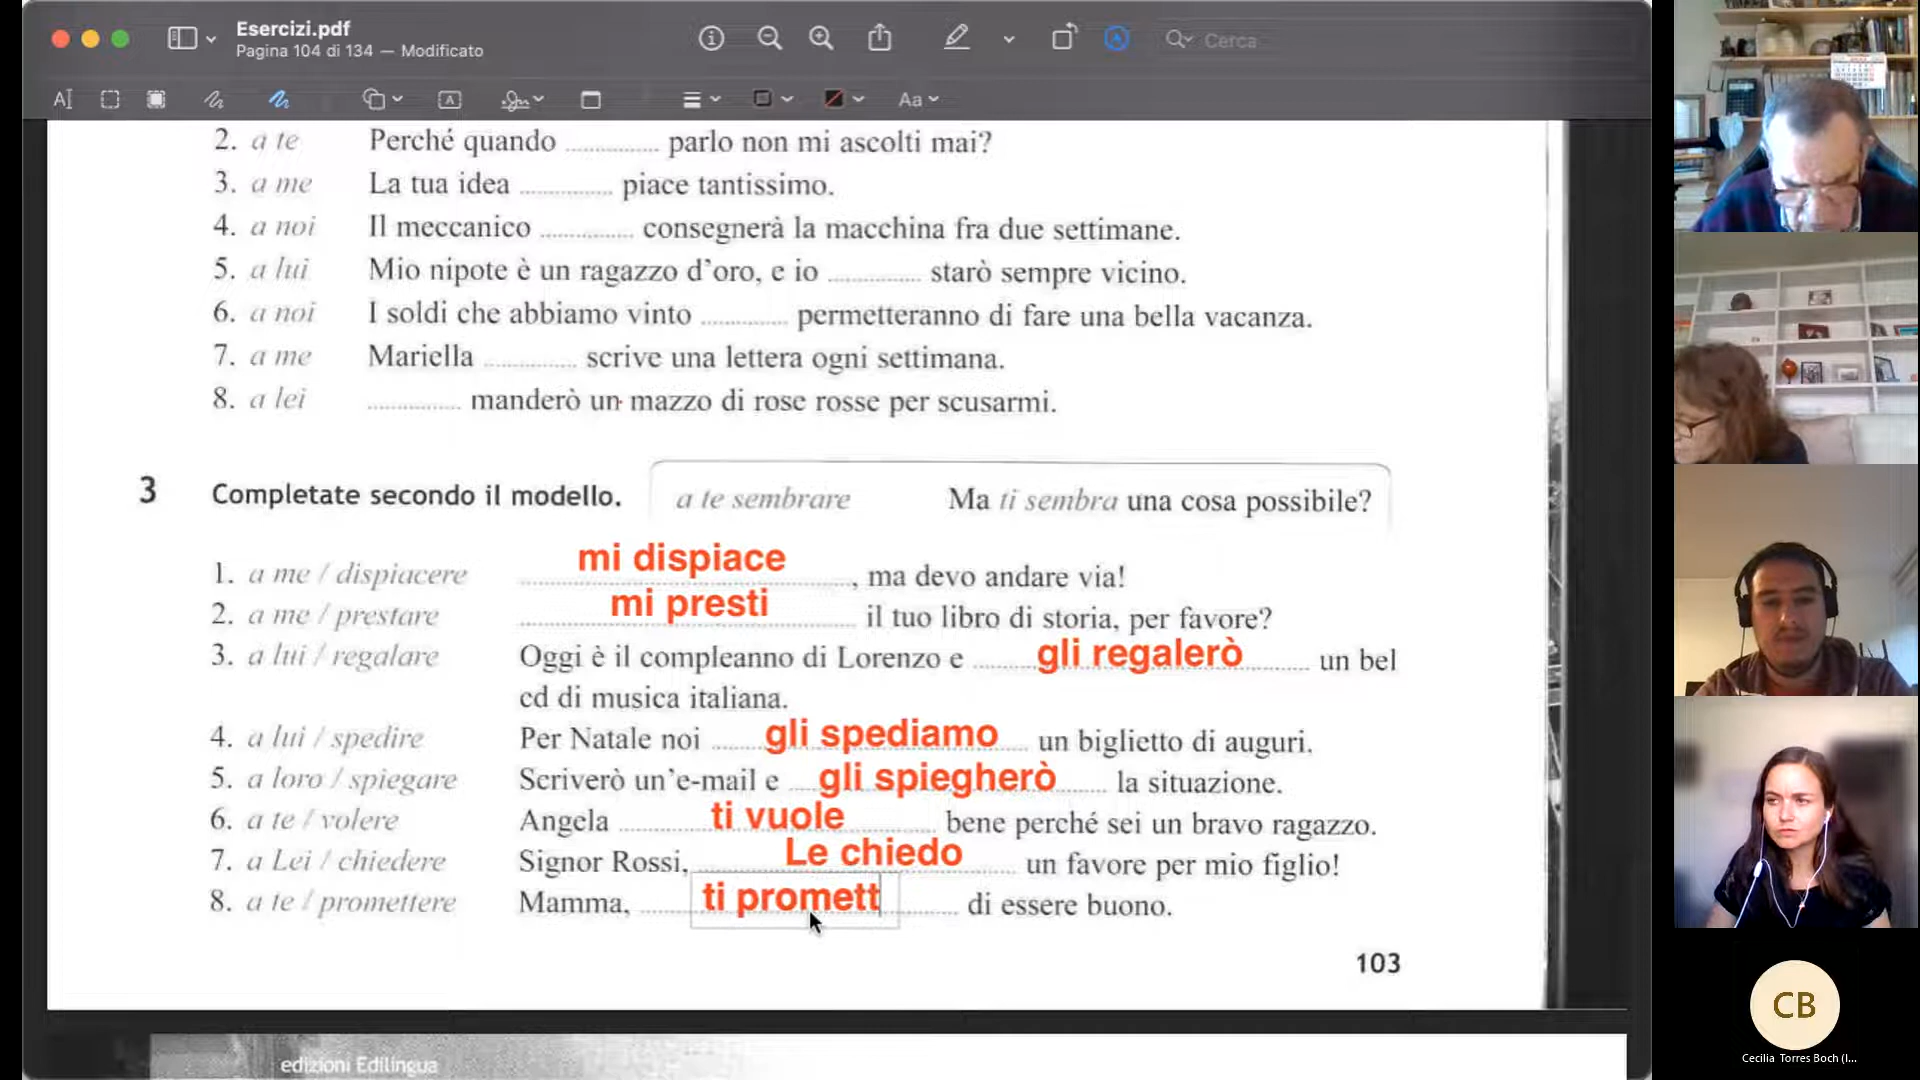 Esercizi.pdf
Pagina 104 di 134 — Modificato
Cerca
Aa
2. a te Perché quando ............ parlo non mi ascolti mai?
3. a me La tua idea ............ piace tantissimo.
4. a noi Il meccanico ............ consegnerà la macchina fra due settimane.
5. a lui Mio nipote è un ragazzo d'oro, e io ............ starò sempre vicino.
6. a noi I soldi che abbiamo vinto ............ permetteranno di fare una bella vacanza.
7. a me Mariella ............ scrive una lettera ogni settimana.
8. a lei ............ manderò un mazzo di rose rosse per scusarmi.
3 Completate secondo il modello. a te sembrare Ma ti sembra una cosa possibile?
1. a me / dispiacere mi dispiace, ma devo andare via!
2. a me / prestare mi presti il tuo libro di storia, per favore?
3. a lui / regalare Oggi è il compleanno di Lorenzo e gli regalerò un bel
cd di musica italiana.
4. a lui / spedire Per Natale noi gli spediamo un biglietto di auguri.
5. a loro / spiegare Scriverò un'e-mail e gli spiegherò la situazione.
6. a te / volere Angela ti vuole bene perché sei un bravo ragazzo.
7. a Lei / chiedere Signor Rossi, Le chiedo un favore per mio figlio!
8. a te / promettere Mamma, ti promett di essere buono.
103
edizioni Edilingua
CB
Cecilia Torres Boch (I...